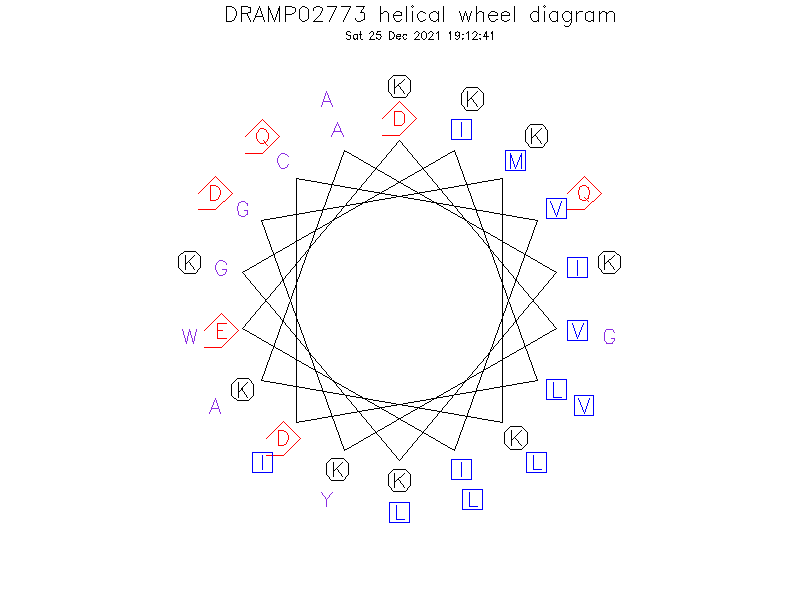 DRAMP02773 helical wheel diagram
Sat 25 Dec 2021 19:12:41
K
A K
D
A I K
Q M
C
D V Q
G
K G I K
W E V G
K L
A V
D K
I L
K I
Y K L
L